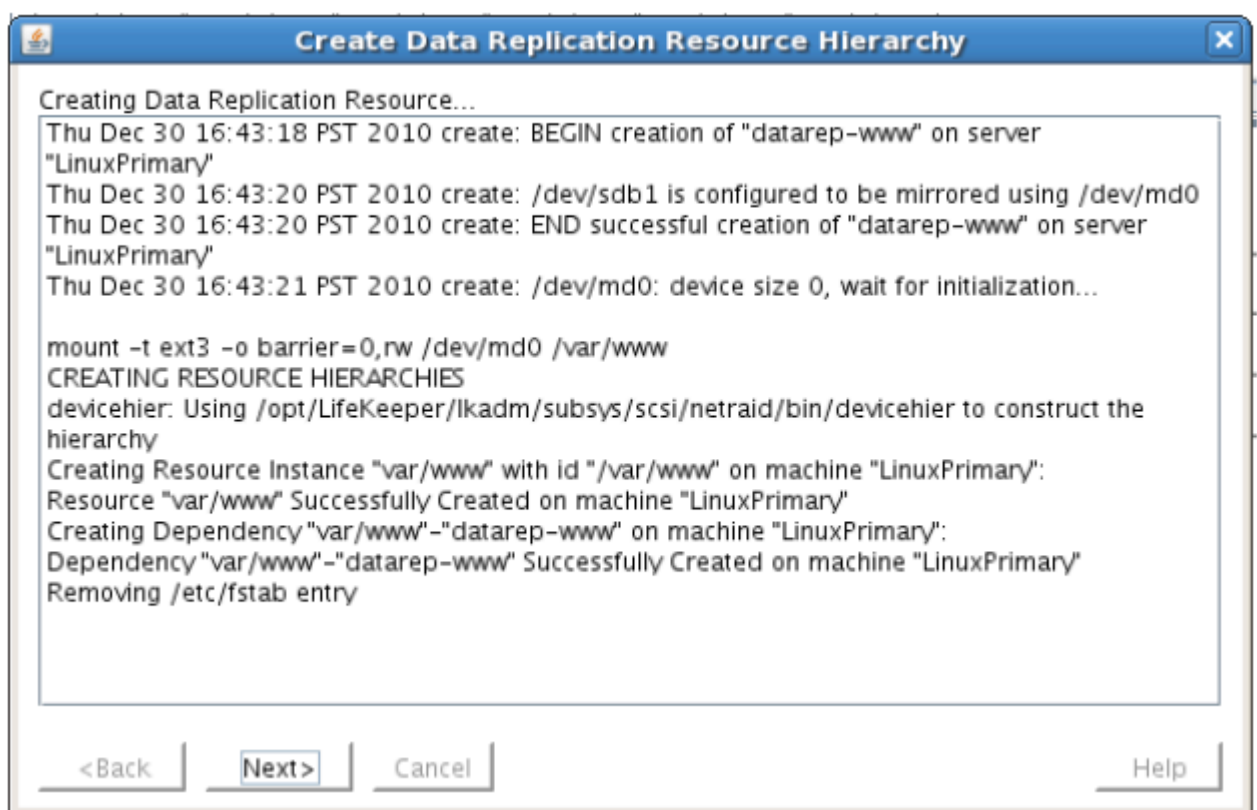 Create Data Replication Resource Hierarchy
Creating Data Replication Resource...
Thu Dec 30 16:43:18 PST 2010 create: BEGIN creation of "datarep-www" on server
"LinuxPrimary"
Thu Dec 30 16:43:20 PST 2010 create: /dev/sdb1 is configured to be mirrored using /dev/md0
Thu Dec 30 16:43:20 PST 2010 create: END successful creation of "datarep-www" on server
"LinuxPrimary"
Thu Dec 30 16:43:21 PST 2010 create: /dev/md0: device size 0, wait for initialization...
mount -t ext3 -o barrier=0,rw /dev/md0 /var/www
CREATING RESOURCE HIERARCHIES
devicehier: Using /opt/LifeKeeper/lkadm/subsys/scsi/netraid/bin/devicehier to construct the
hierarchy
Creating Resource Instance "var/www" with id "/var/www" on machine "LinuxPrimary":
Resource "var/www" Successfully Created on machine "LinuxPrimary"
Creating Dependency "var/www"-"datarep-www" on machine "LinuxPrimary":
Dependency "var/www"-"datarep-www" Successfully Created on machine "LinuxPrimary"
Removing /etc/fstab entry
<Back Next> Cancel Help